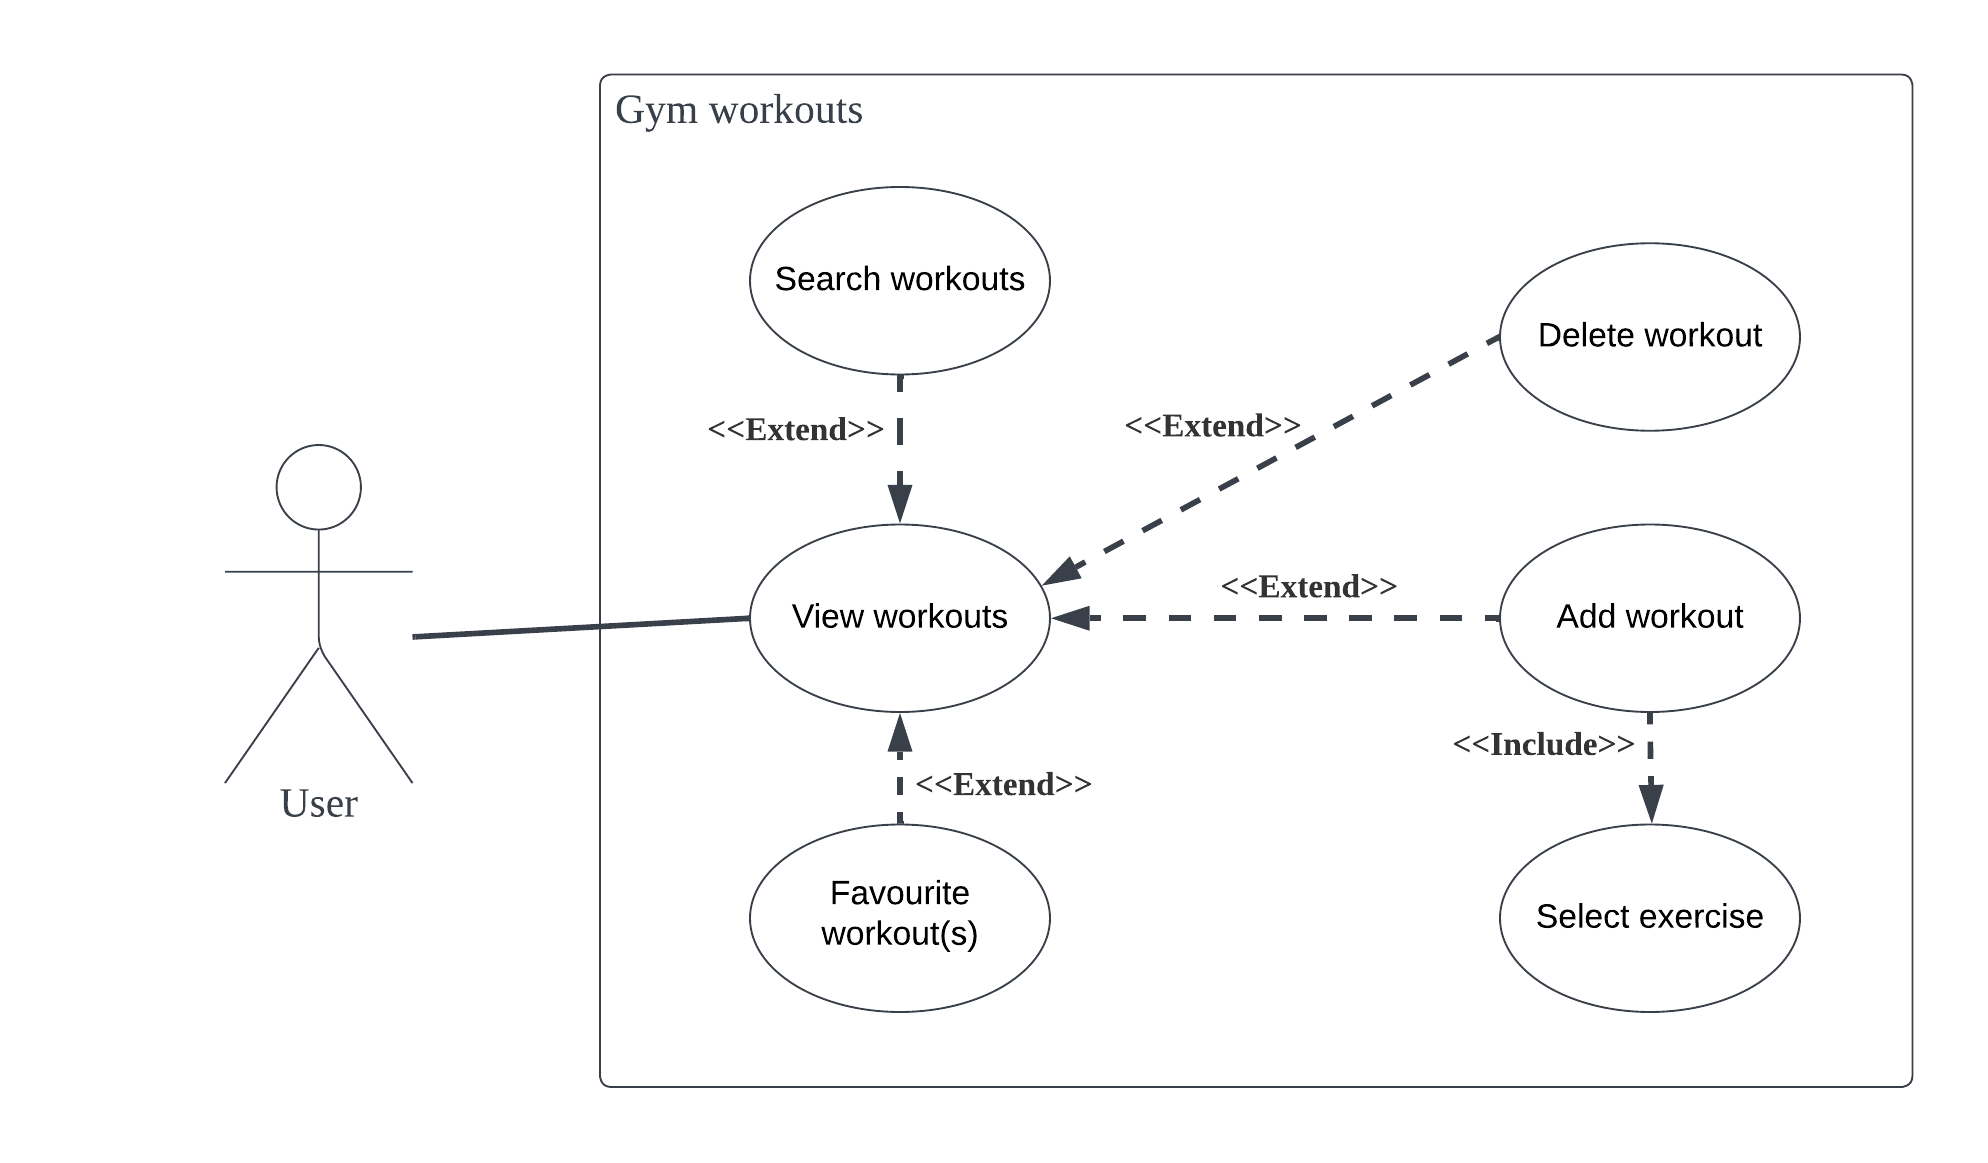 Gym workouts
Search workouts
Delete workout
<<Extend>>
<<Extend>>
<<Extend>>
View workouts
Add workout
<<Include>>
<<Extend>>
User
Favourite
workout(s)
Select exercise